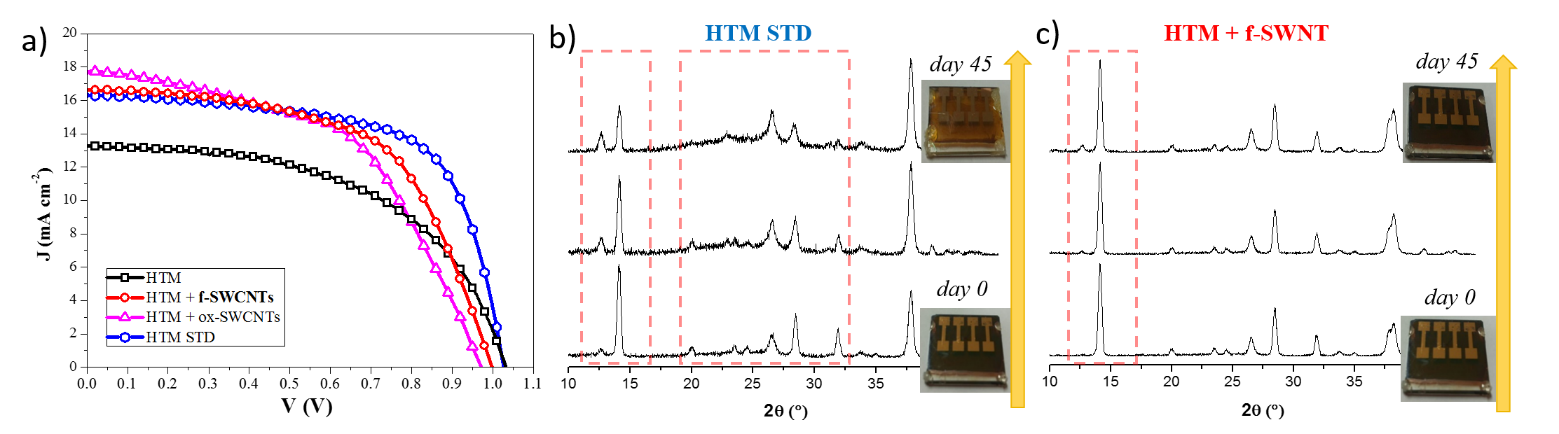 a)
20
18
16
14
12
10
8
6
4
2
0
J (mA cm-2)
0.0 0.1 0.2 0.3 0.4 0.5 0.6 0.7 0.8 0.9 1.0 1.1
V (V)
HTM
HTM + f-SWCNTs
HTM + ox-SWCNTs
HTM STD
b)
HTM STD
day 45
day 0
10 15 20 25 30 35
2θ (°)
c)
HTM + f-SWNT
day 45
day 0
10 15 20 25 30 35
2θ (°)